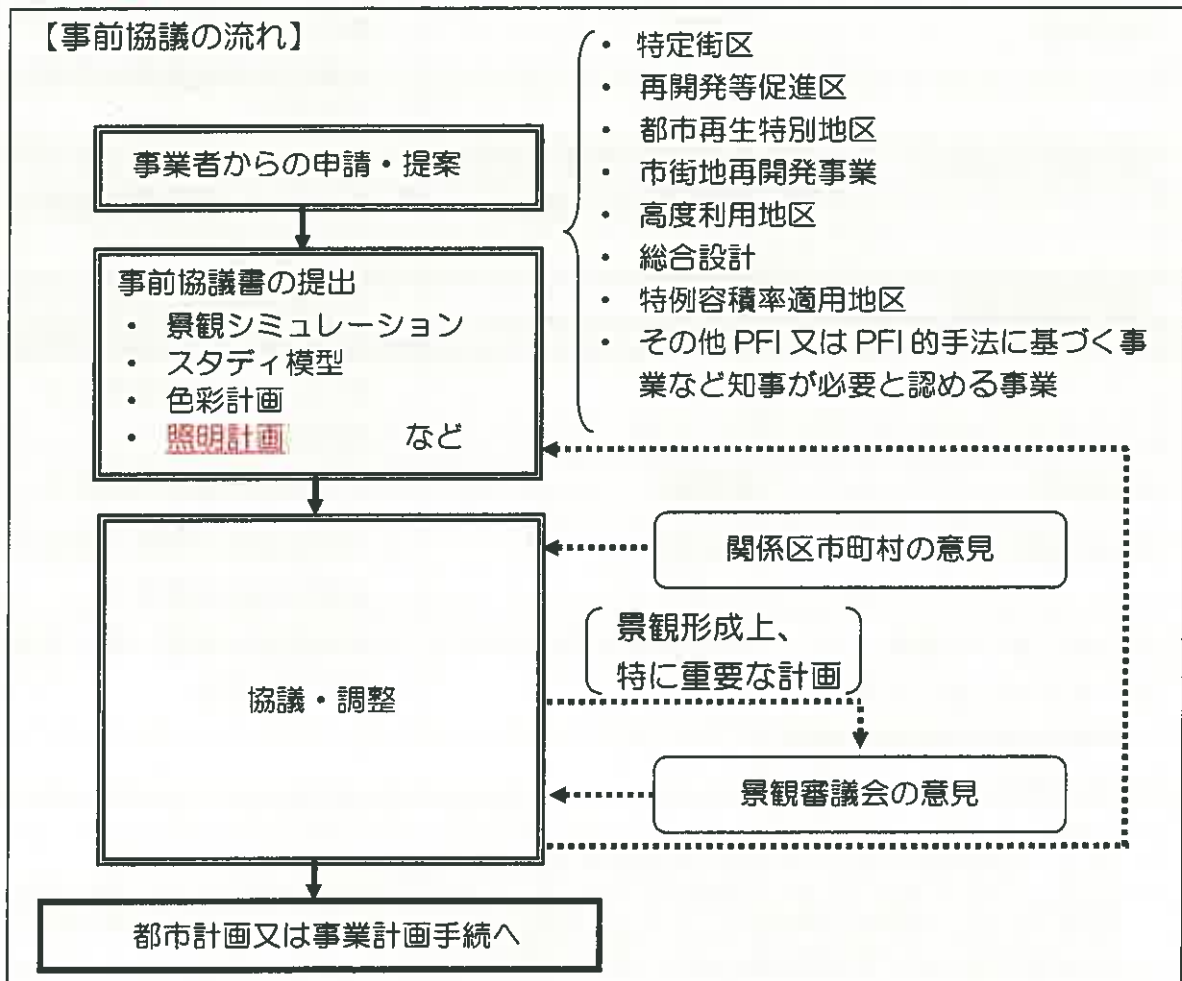 【事前協議の流れ】
事業者からの申請・提案
事前協議書の提出
・ 景観シミュレーション
・ スタディ模型
・ 色彩計画
・ 照明計画 など
・ 特定街区
・ 再開発等促進区
・ 都市再生特別地区
・ 市街地再開発事業
・ 高度利用地区
・ 総合設計
・ 特例容積率適用地区
・ その他 PFI 又は PFI 的手法に基づく事
業など知事が必要と認める事業
協議・調整
関係区市町村の意見
景観形成上、
特に重要な計画
景観審議会の意見
都市計画又は事業計画手続へ